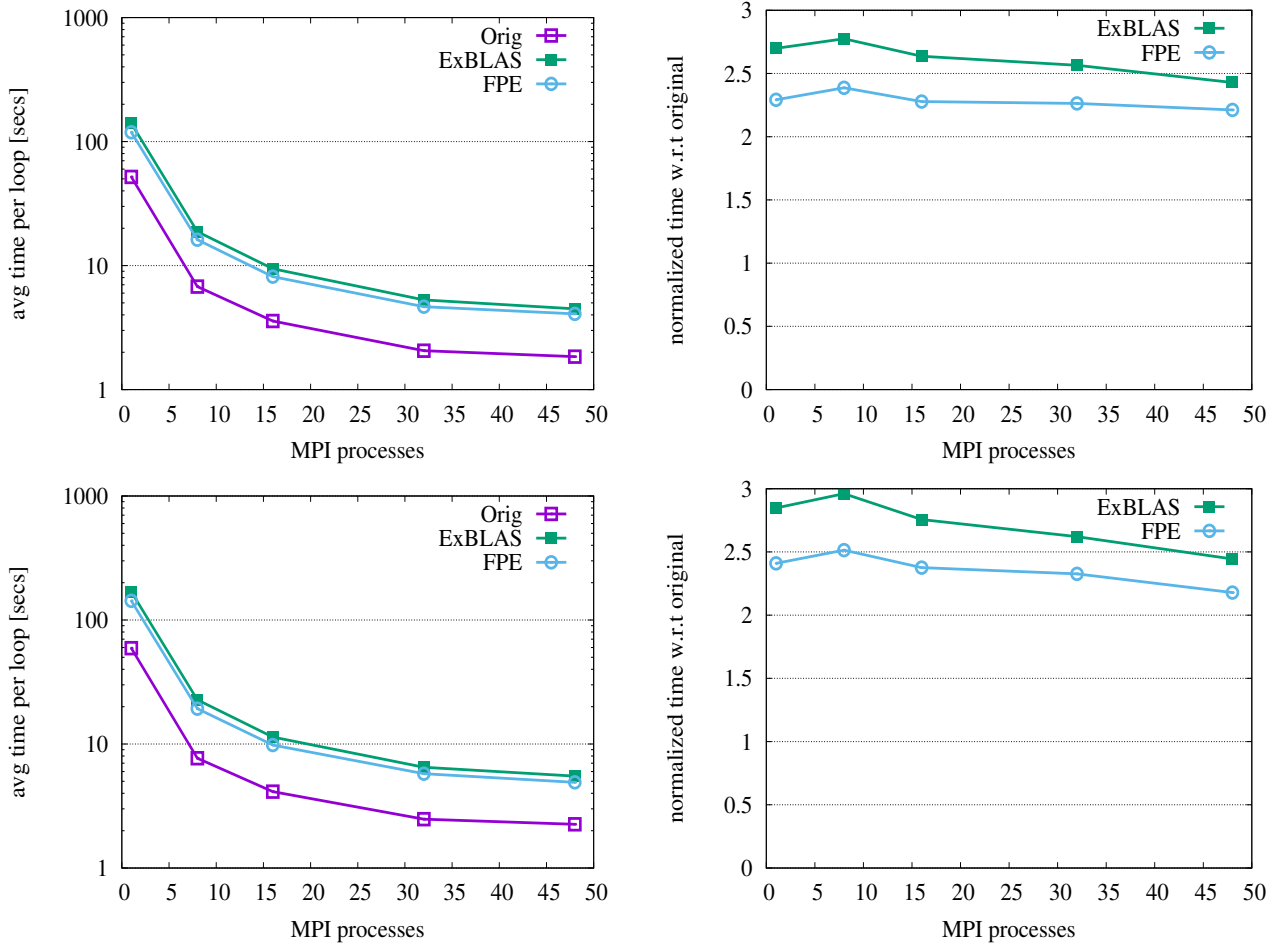 avg time per loop [secs]
1000
100
10
1
Orig
ExBLAS
FPE
0 5 10 15 20 25 30 35 40 45 50
MPI processes
normalized time w.r.t original
3
2.5
2
1.5
1
0.5
0
ExBLAS
FPE
0 5 10 15 20 25 30 35 40 45 50
MPI processes
avg time per loop [secs]
1000
100
10
1
Orig
ExBLAS
FPE
0 5 10 15 20 25 30 35 40 45 50
MPI processes
normalized time w.r.t original
3
2.5
2
1.5
1
0.5
0
ExBLAS
FPE
0 5 10 15 20 25 30 35 40 45 50
MPI processes